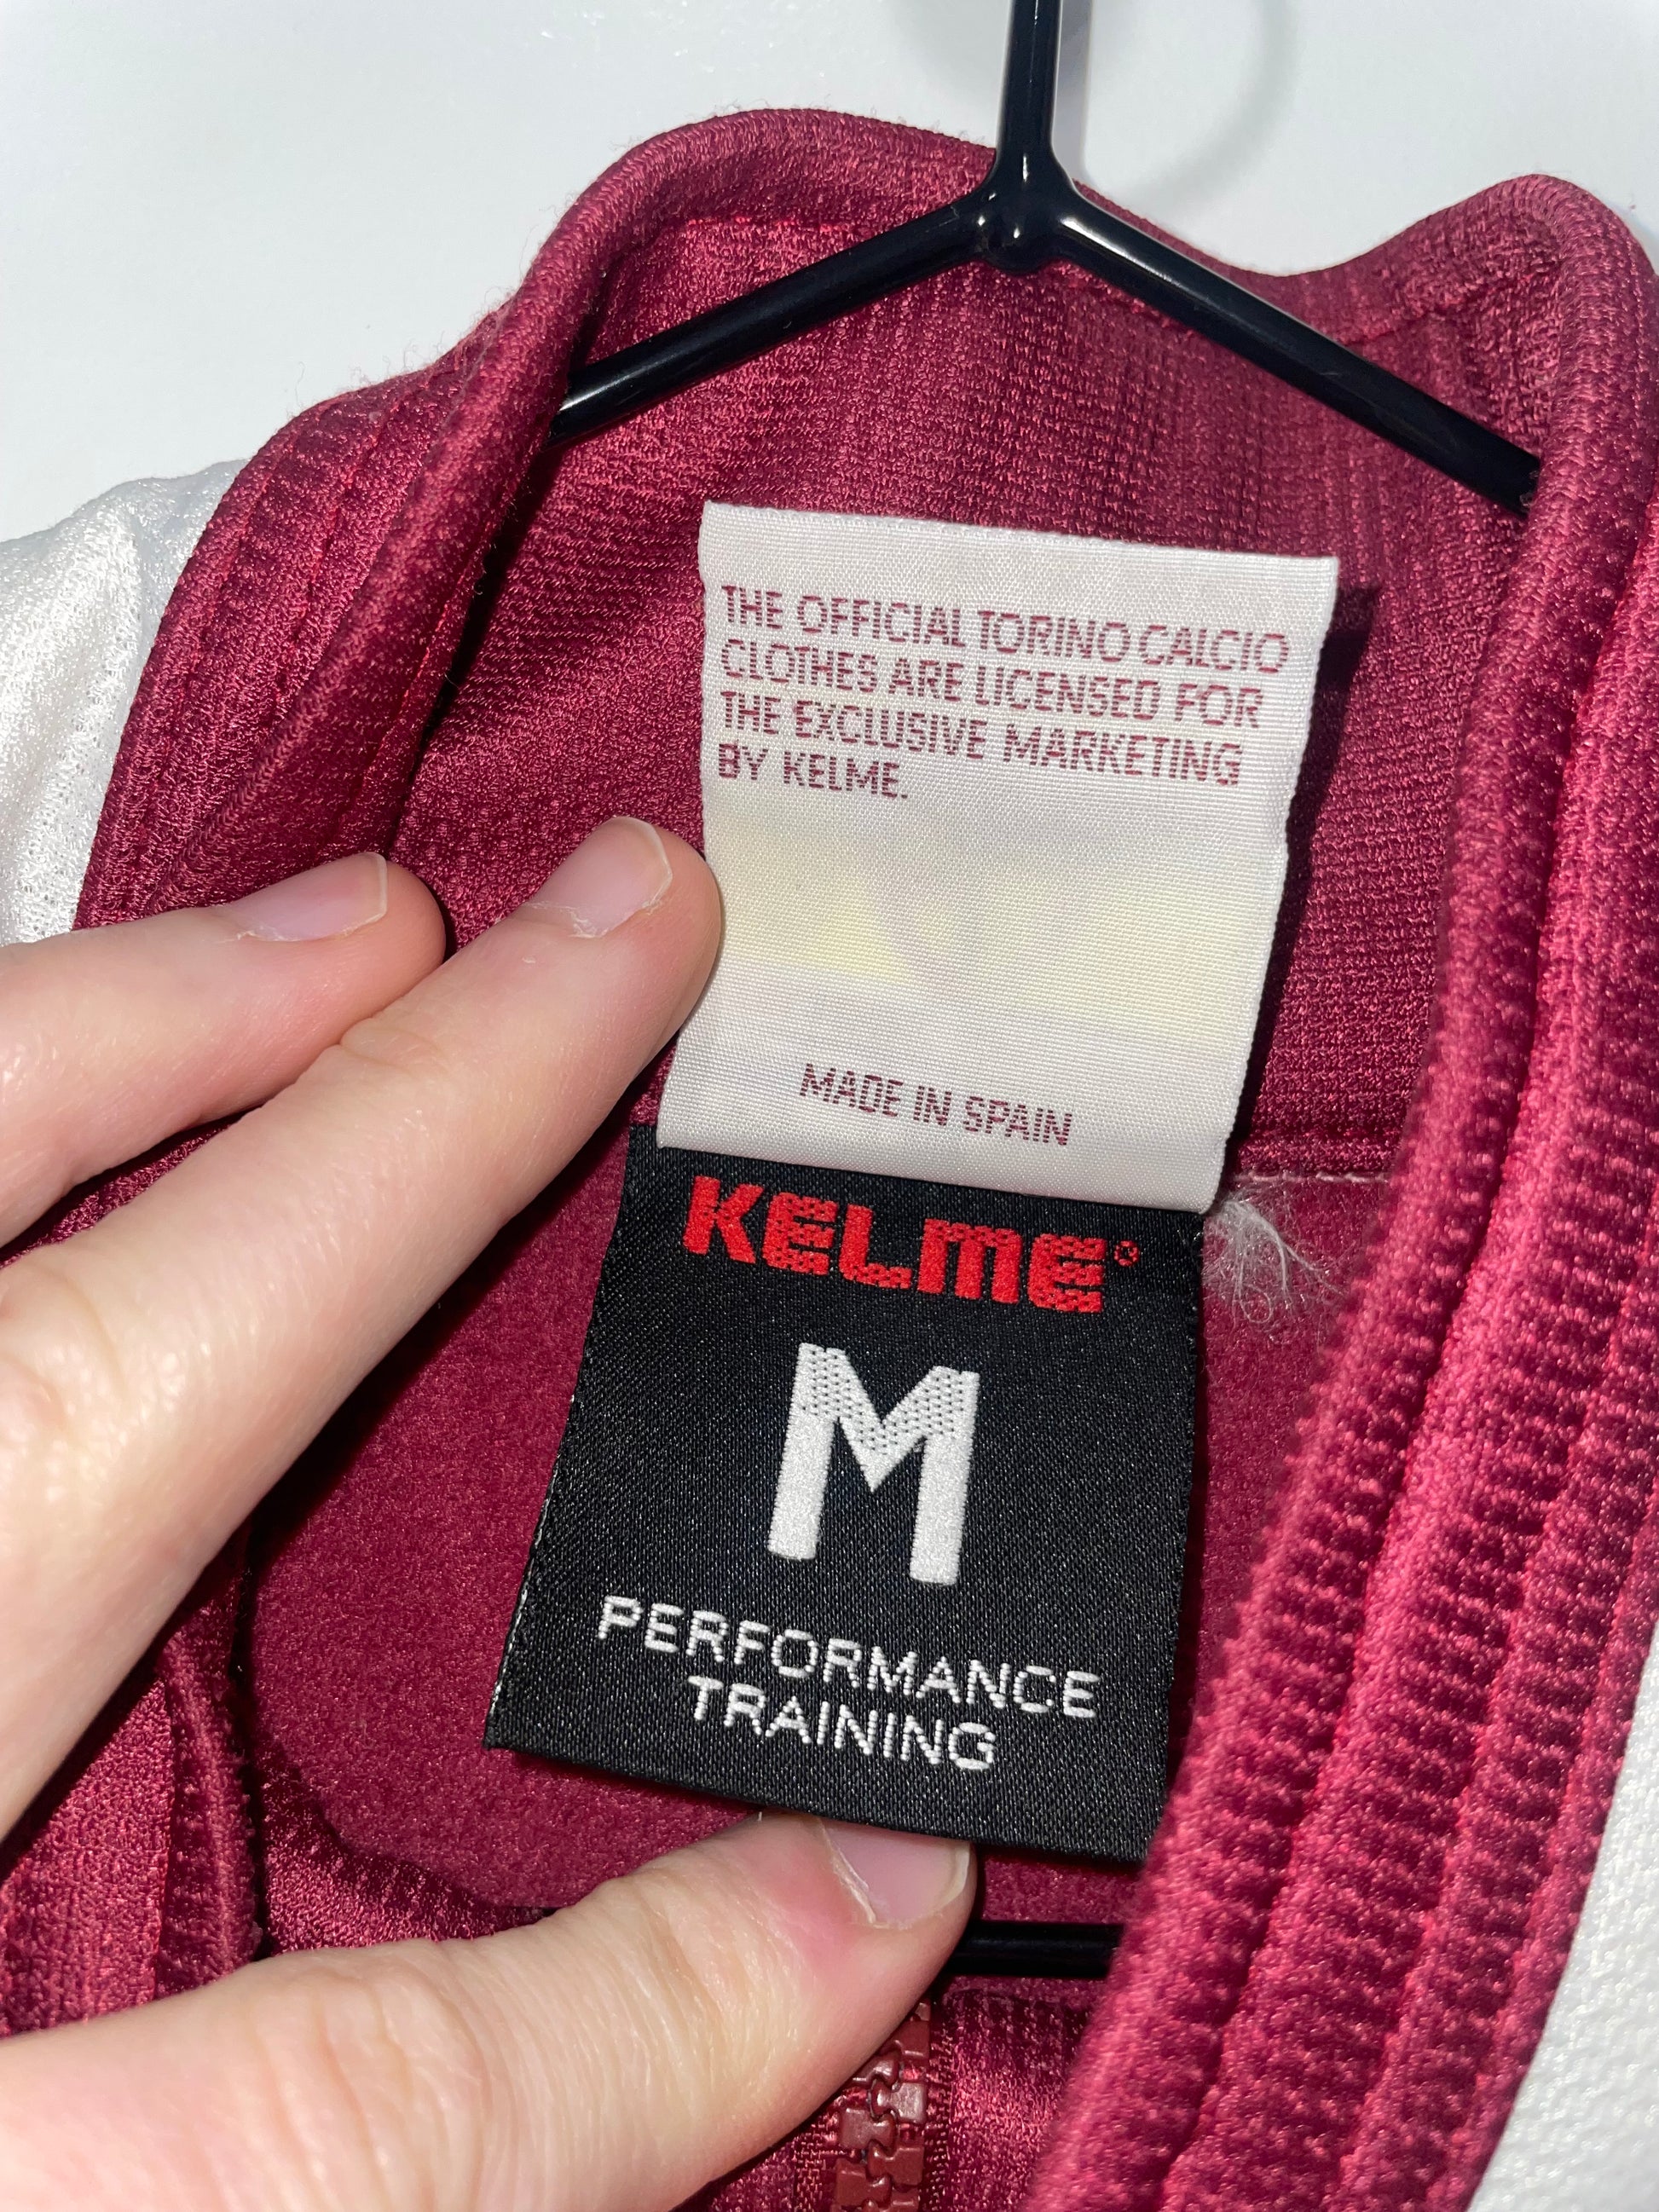 THE OFFICIAL TORINO CALCIO
CLOTHES ARE LICENSED FOR
THE EXCLUSIVE MARKETING
BY KELME.
MADE IN SPAIN
KELME
M
PERFORMANCE
TRAINING